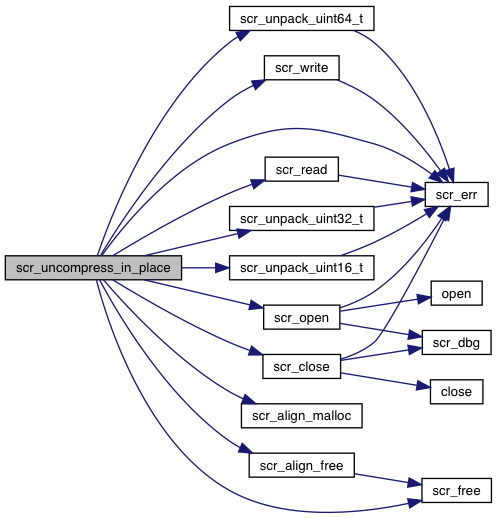 scr_unpack_uint64_t
scr_write
scr_read
scr_err
scr_unpack_uint32_t
scr_uncompress_in_place
scr_unpack_uint16_t
open
scr_open
scr_dbg
scr_close
close
scr_align_malloc
scr_align_free
scr_free